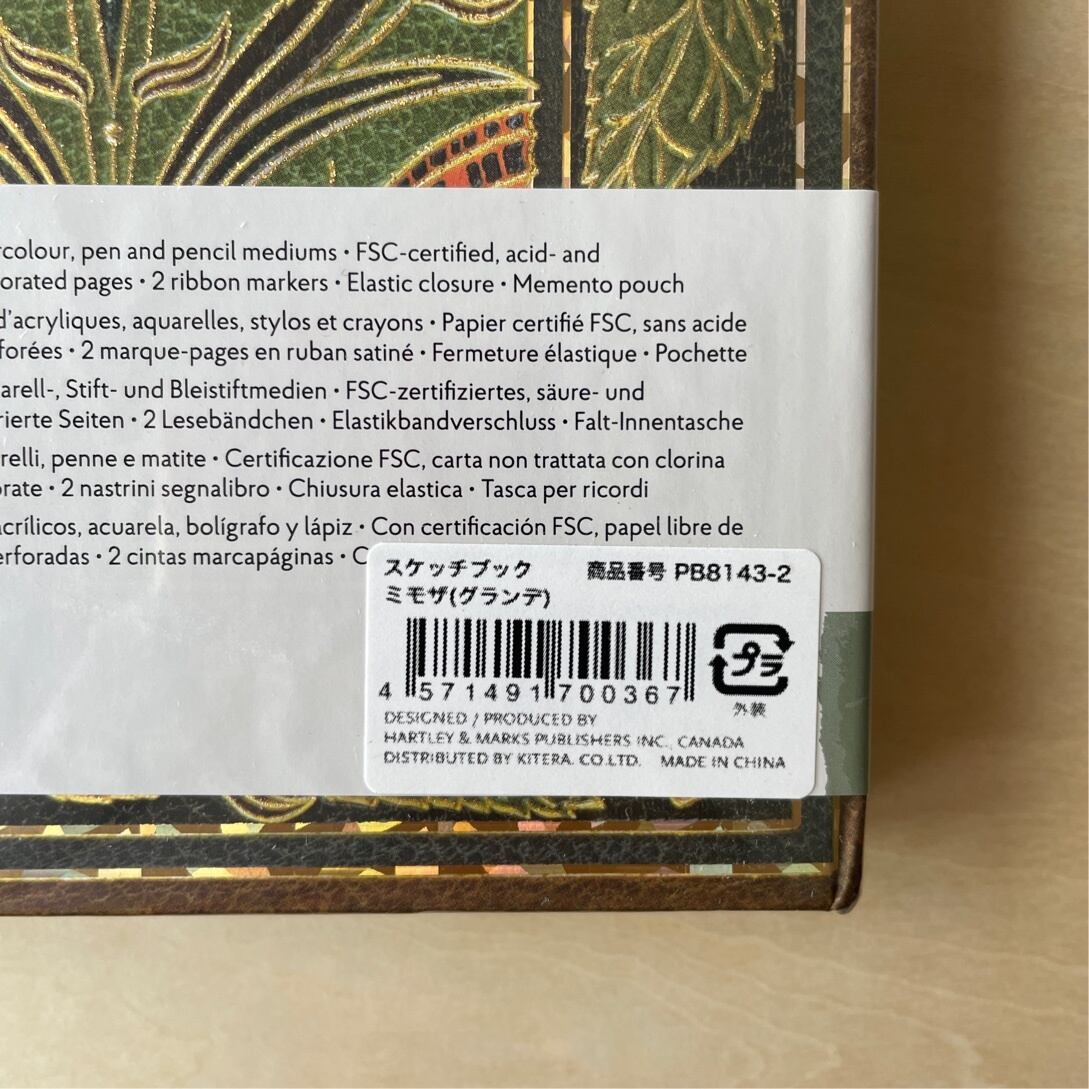 rcolour, pen and pencil mediums • FSC-certified, acid- and
orated pages • 2 ribbon markers • Elastic closure • Memento pouch
d'acryliques, aquarelles, stylos et crayons • Papier certifié FSC, sans acide
forées • 2 marque-pages en ruban satiné • Fermeture élastique • Pochette
arell-, Stift- und Bleistiftmedien • FSC-zertifiziertes, säure- und
rierte Seiten • 2 Lesebändchen • Elastikbandverschluss • Falt-Innentasche
relli, penne e matite • Certificazione FSC, carta non trattata con clorina
orate • 2 nastrini segnalibro • Chiusura elastica • Tasca per ricordi
acrílicos, acuarela, bolígrafo y lápiz • Con certificación FSC, papel libre de
erforadas • 2 cintas marcapáginas • C
スケッチブック 商品番号 PB8143-2
ミモザ(グランデ)
プラ
4 571491 700367
外装
DESIGNED / PRODUCED BY
HARTLEY & MARKS PUBLISHERS INC., CANADA
DISTRIBUTED BY KITERA. CO.LTD. MADE IN CHINA